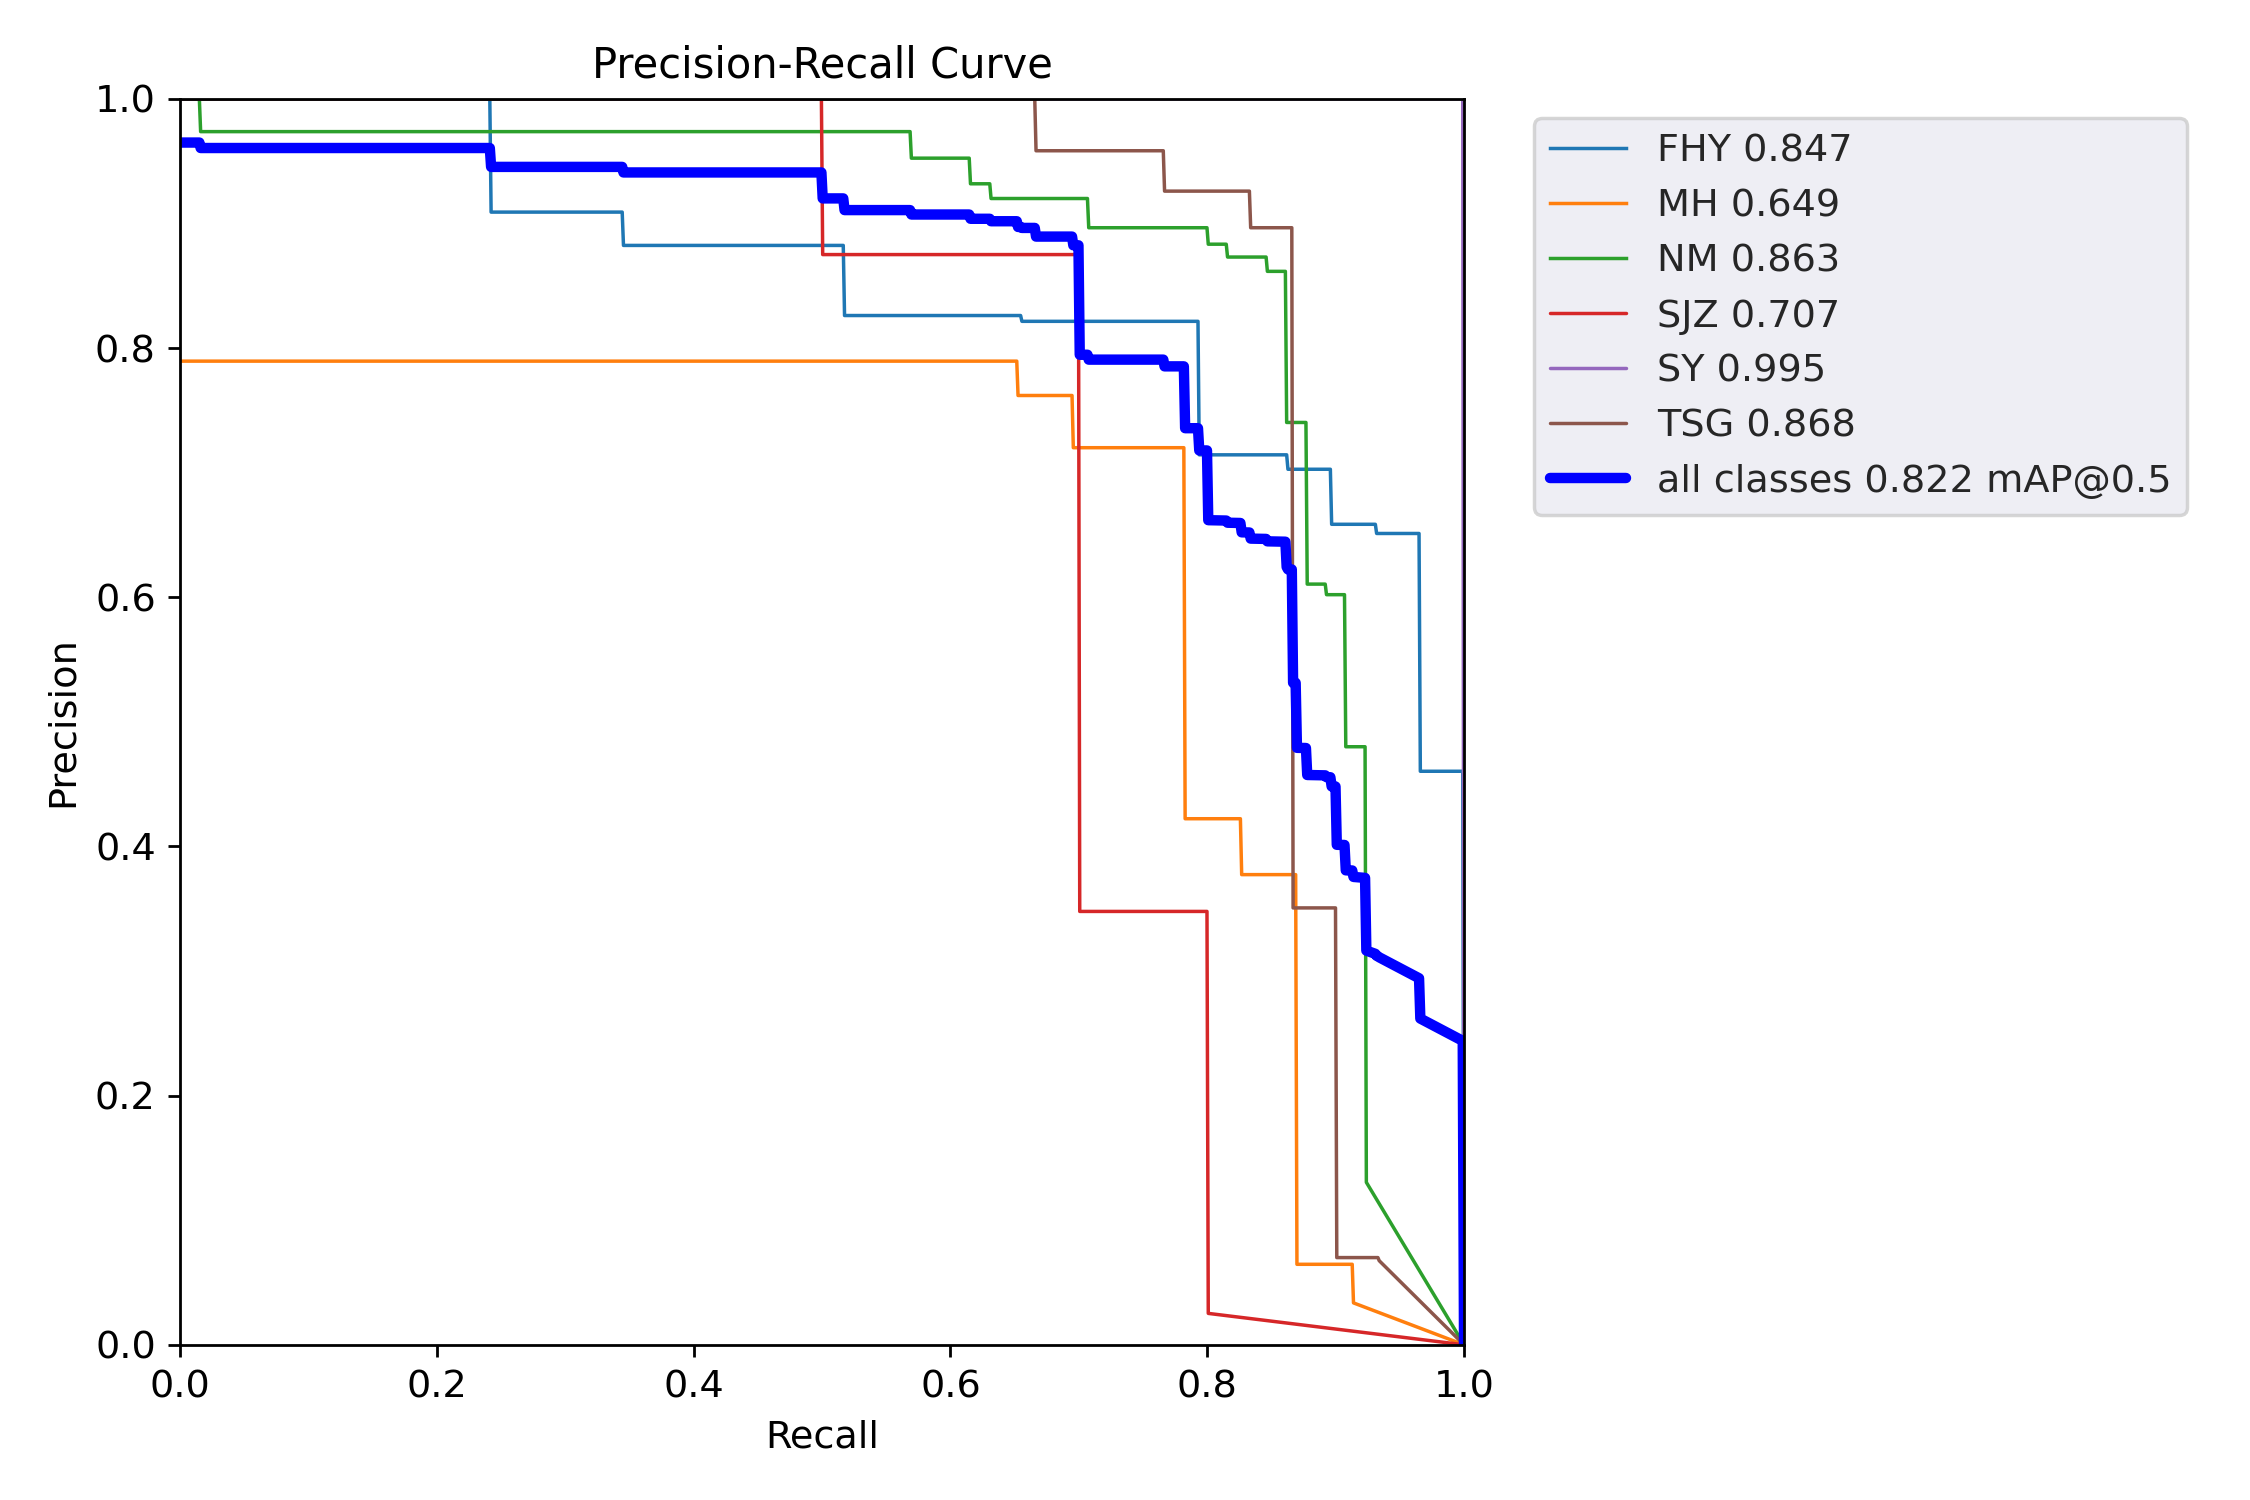 Precision-Recall Curve
1.0
0.8
0.6
0.4
0.2
0.0
Precision
0.0 0.2 0.4 0.6 0.8 1.0
Recall
FHY 0.847
MH 0.649
NM 0.863
SJZ 0.707
SY 0.995
TSG 0.868
all classes 0.822 mAP@0.5